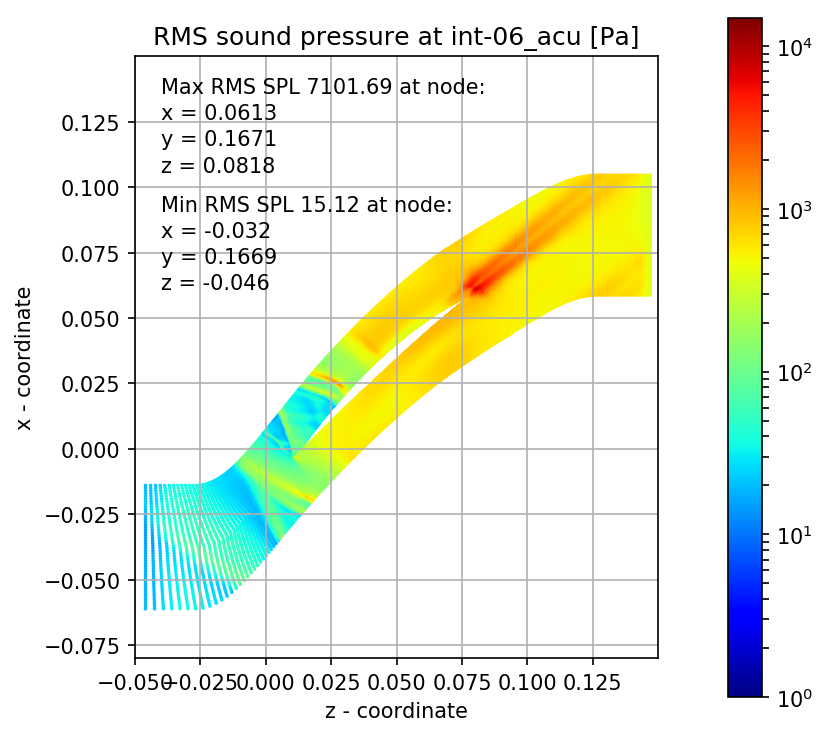 RMS sound pressure at int-06_acu [Pa]
Max RMS SPL 7101.69 at node:
x = 0.0613
y = 0.1671
z = 0.0818
Min RMS SPL 15.12 at node:
x = -0.032
y = 0.1669
z = -0.046
x - coordinate
0.125
0.100
0.075
0.050
0.025
0.000
−0.025
−0.050
−0.075
−0.050 −0.025 0.000 0.025 0.050 0.075 0.100 0.125
z - coordinate
10⁴
10³
10²
10¹
10⁰